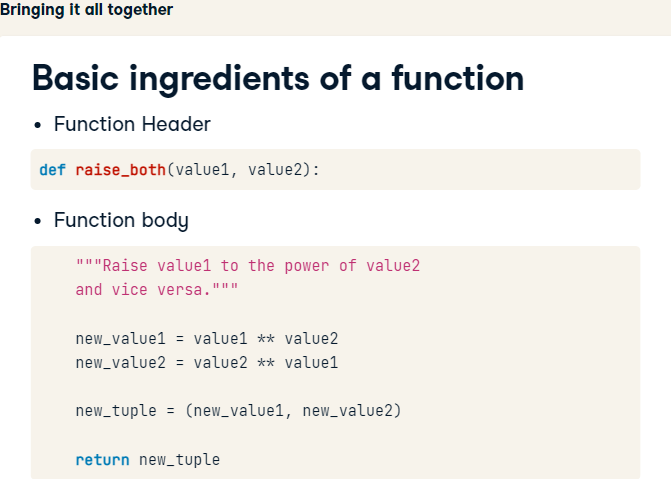 Bringing it all together
Basic ingredients of a function
• Function Header
def raise_both(value1, value2):
• Function body
"""Raise value1 to the power of value2
and vice versa."""
new_value1 = value1 ** value2
new_value2 = value2 ** value1
new_tuple = (new_value1, new_value2)
return new_tuple